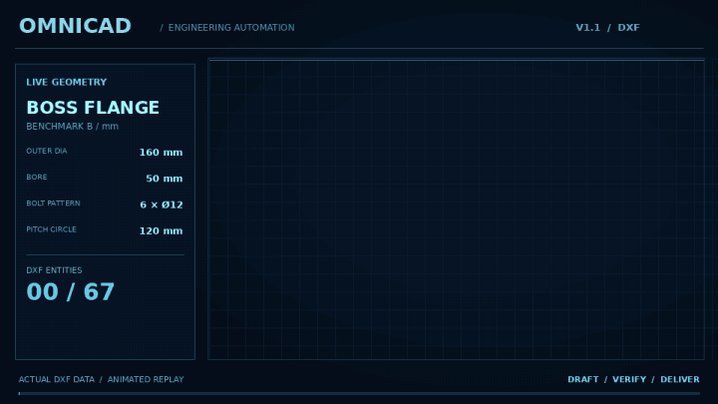 OMNICAD / ENGINEERING AUTOMATION V1.1 / DXF
LIVE GEOMETRY
BOSS FLANGE
BENCHMARK B / mm
OUTER DIA 160 mm
BORE 50 mm
BOLT PATTERN 6 × Ø12
PITCH CIRCLE 120 mm
DXF ENTITIES
00 / 67
ACTUAL DXF DATA / ANIMATED REPLAY DRAFT / VERIFY / DELIVER